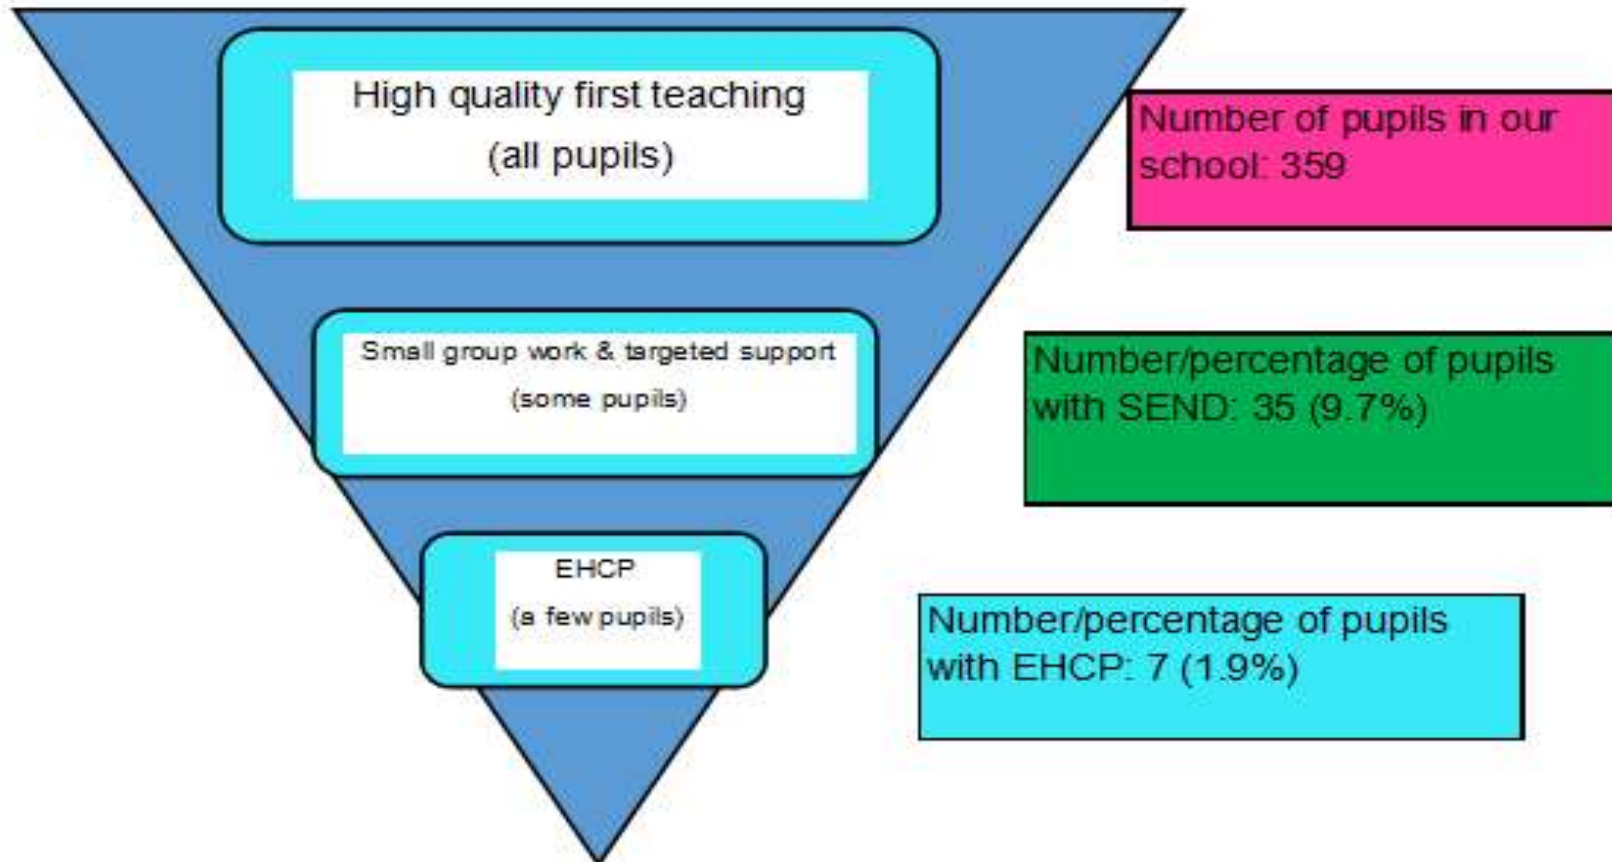 High quality first teaching
(all pupils)
Number of pupils in our
school: 359
Small group work & targeted support
(some pupils)
Number/percentage of pupils
with SEND: 35 (9.7%)
EHCP
(a few pupils)
Number/percentage of pupils
with EHCP: 7 (1.9%)